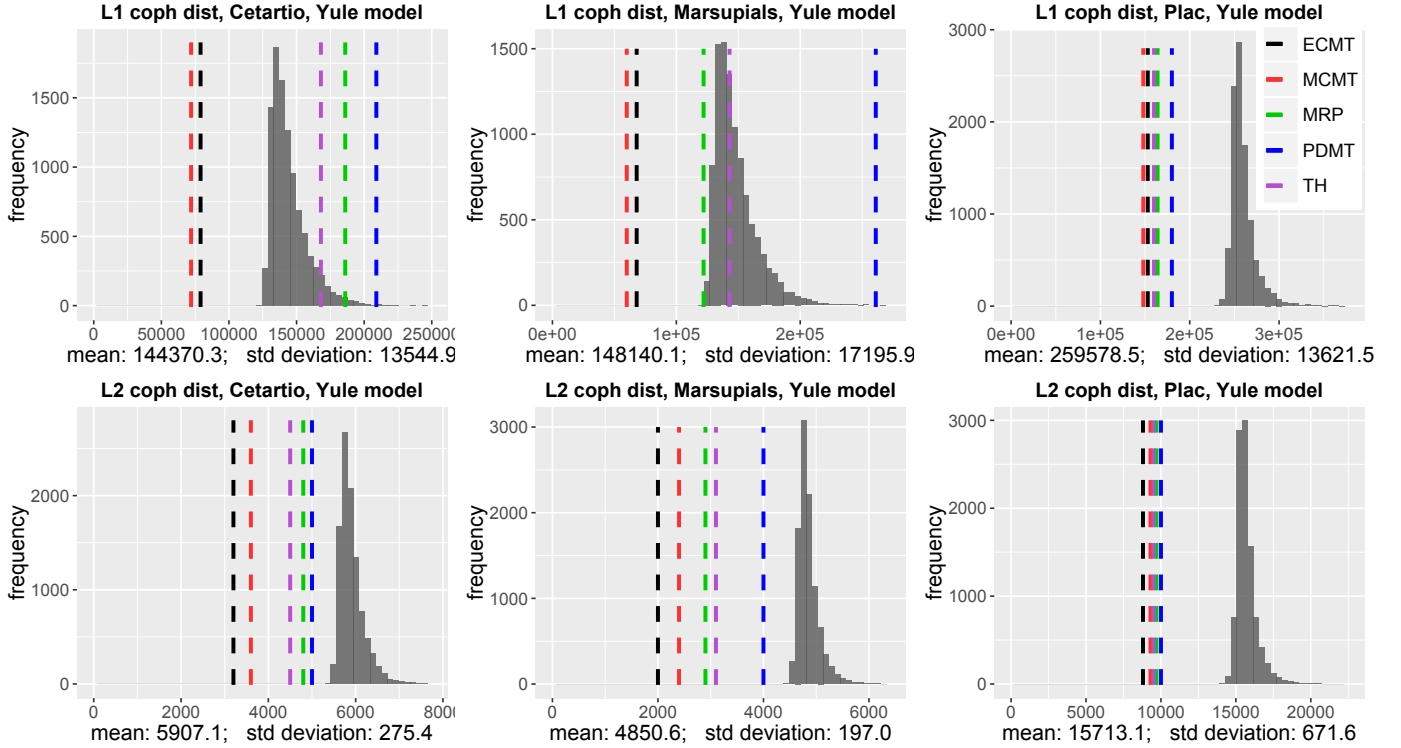 L1 coph dist, Cetartio, Yule model
frequency
1500
1000
500
0
0 50000 100000 150000 200000 250000
mean: 144370.3; std deviation: 13544.9
L1 coph dist, Marsupials, Yule model
frequency
1500
1000
500
0
0e+00 1e+05 2e+05
mean: 148140.1; std deviation: 17195.9
L1 coph dist, Plac, Yule model
frequency
3000
2000
1000
0
0e+00 1e+05 2e+05 3e+05
mean: 259578.5; std deviation: 13621.5
ECMT
MCMT
MRP
PDMT
TH
L2 coph dist, Cetartio, Yule model
frequency
2000
1000
0
0 2000 4000 6000 8000
mean: 5907.1; std deviation: 275.4
L2 coph dist, Marsupials, Yule model
frequency
3000
2000
1000
0
0 2000 4000 6000
mean: 4850.6; std deviation: 197.0
L2 coph dist, Plac, Yule model
frequency
3000
2000
1000
0
0 5000 10000 15000 20000
mean: 15713.1; std deviation: 671.6